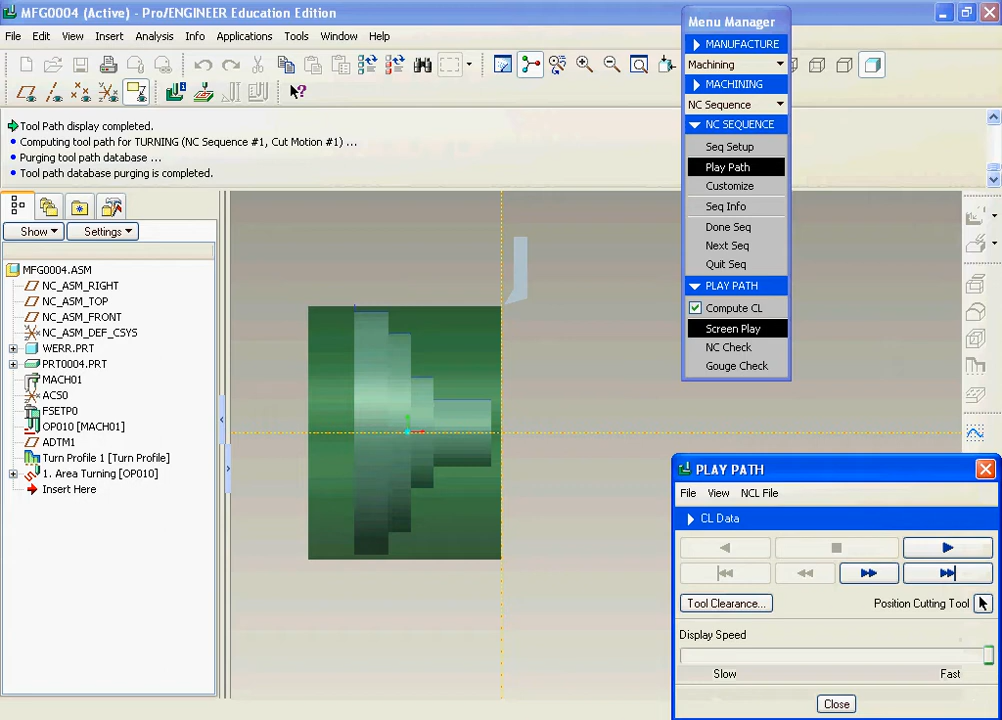 MFG0004 (Active) - Pro/ENGINEER Education Edition
File Edit View Insert Analysis Info Applications Tools Window Help
Tool Path display completed.
Computing tool path for TURNING (NC Sequence #1, Cut Motion #1) ...
Purging tool path database ...
Tool path database purging is completed.
Show Settings
MFG0004.ASM
NC_ASM_RIGHT
NC_ASM_TOP
NC_ASM_FRONT
NC_ASM_DEF_CSYS
WERR.PRT
PRT0004.PRT
MACH01
ACS0
FSETP0
OP010 [MACH01]
ADTM1
Turn Profile 1 [Turn Profile]
1. Area Turning [OP010]
Insert Here
Menu Manager
MANUFACTURE
Machining
MACHINING
NC Sequence
NC SEQUENCE
Seq Setup
Play Path
Customize
Seq Info
Done Seq
Next Seq
Quit Seq
PLAY PATH
Compute CL
Screen Play
NC Check
Gouge Check
PLAY PATH
File View NCL File
CL Data
Tool Clearance... Position Cutting Tool
Display Speed
Slow Fast
Close